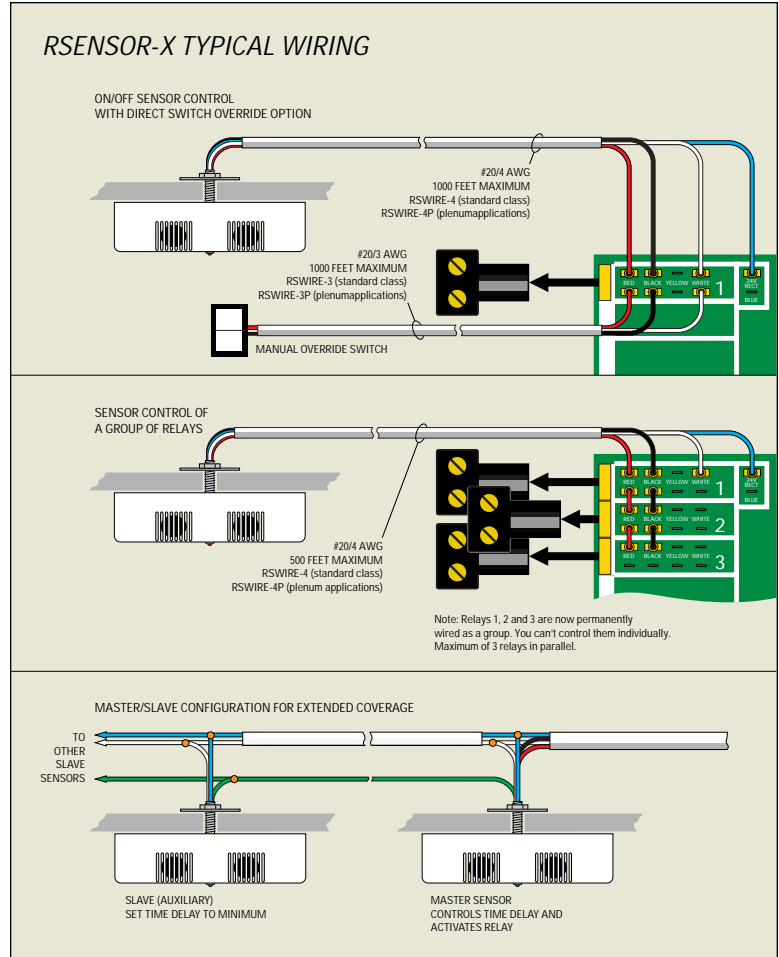 RSENSOR-X TYPICAL WIRING
ON/OFF SENSOR CONTROL
WITH DIRECT SWITCH OVERRIDE OPTION
#20/4 AWG
1000 FEET MAXIMUM
RSWIRE-4 (standard class)
RSWIRE-4P (plenumapplications)
#20/3 AWG
1000 FEET MAXIMUM
RSWIRE-3 (standard class)
RSWIRE-3P (plenumapplications)
RED BLACK YELLOW WHITE 1
24V
RECT
BLUE
MANUAL OVERRIDE SWITCH
SENSOR CONTROL OF
A GROUP OF RELAYS
RED BLACK YELLOW WHITE 1
24V
RECT
BLUE
RED BLACK YELLOW WHITE 2
RED BLACK YELLOW WHITE 3
#20/4 AWG
500 FEET MAXIMUM
RSWIRE-4 (standard class)
RSWIRE-4P (plenum applications)
Note: Relays 1, 2 and 3 are now permanently
wired as a group. You can't control them individually.
Maximum of 3 relays in parallel.
MASTER/SLAVE CONFIGURATION FOR EXTENDED COVERAGE
TO
OTHER
SLAVE
SENSORS
SLAVE (AUXILIARY)
SET TIME DELAY TO MINIMUM
MASTER SENSOR
CONTROLS TIME DELAY AND
ACTIVATES RELAY